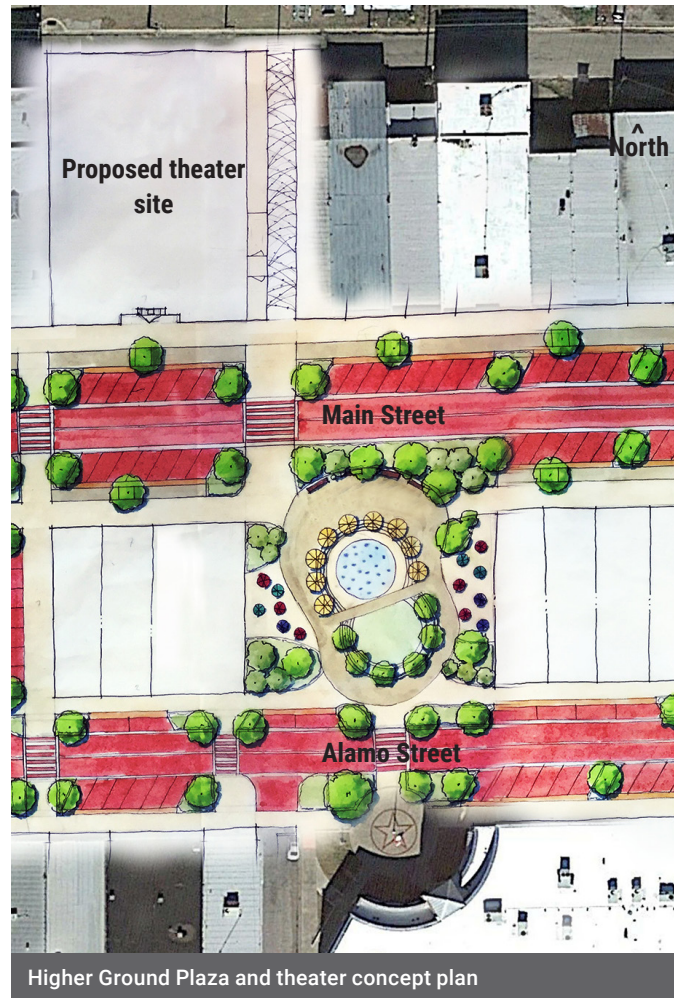 Proposed theater
site
^
North
Main Street
Alamo Street
Higher Ground Plaza and theater concept plan